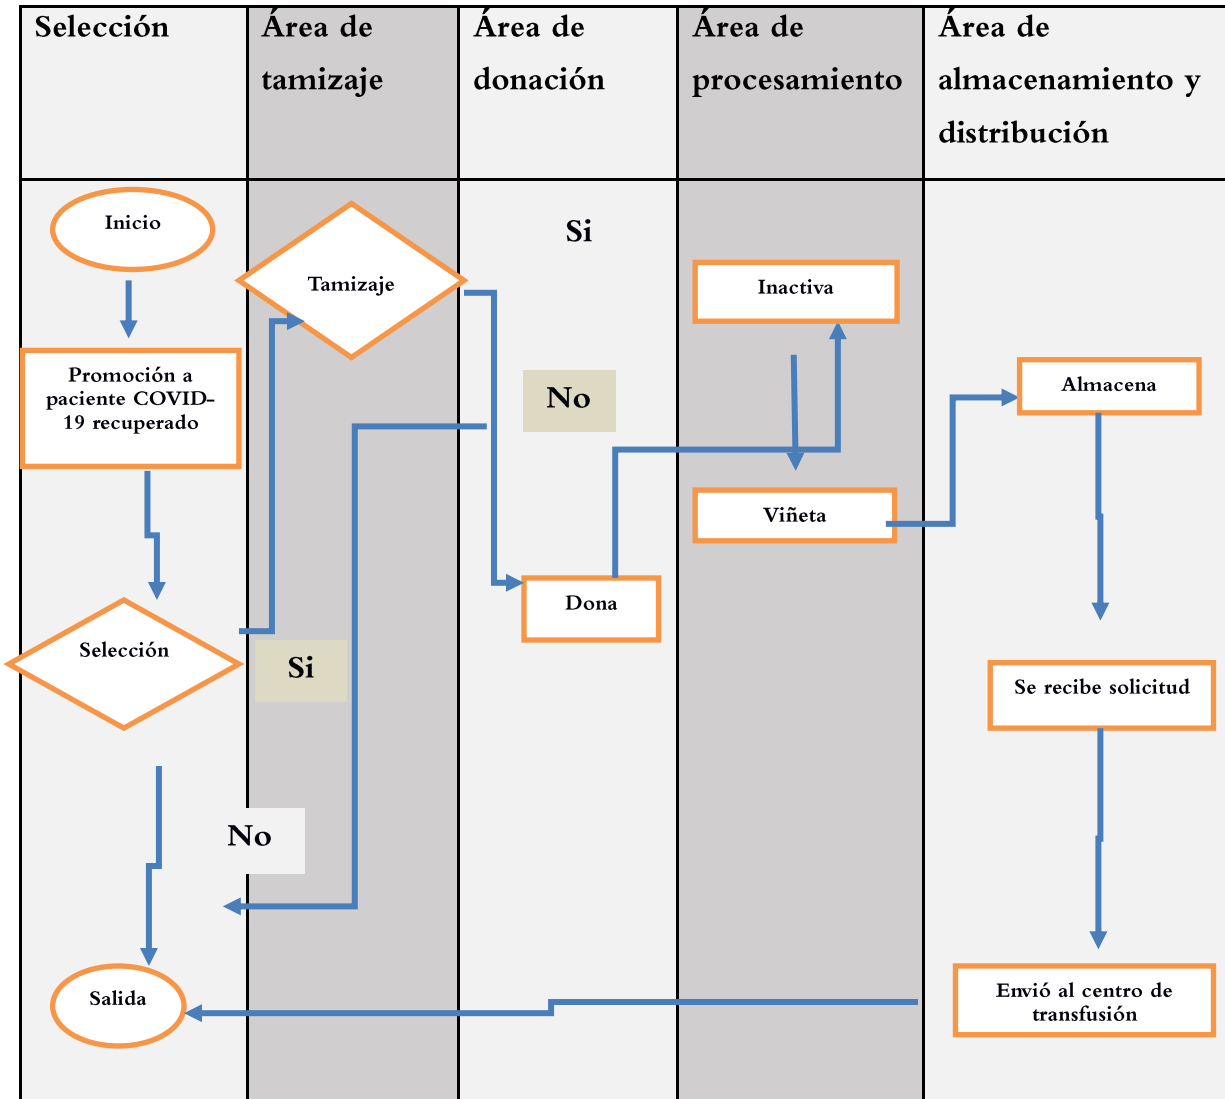 Selección
Área de
tamizaje
Área de
donación
Área de
procesamiento
Área de
almacenamiento y
distribución
Inicio
Promoción a
paciente COVID-
19 recuperado
Selección
Si
No
Salida
Tamizaje
Si
No
Dona
Inactiva
Viñeta
Almacena
Se recibe solicitud
Envió al centro de
transfusión